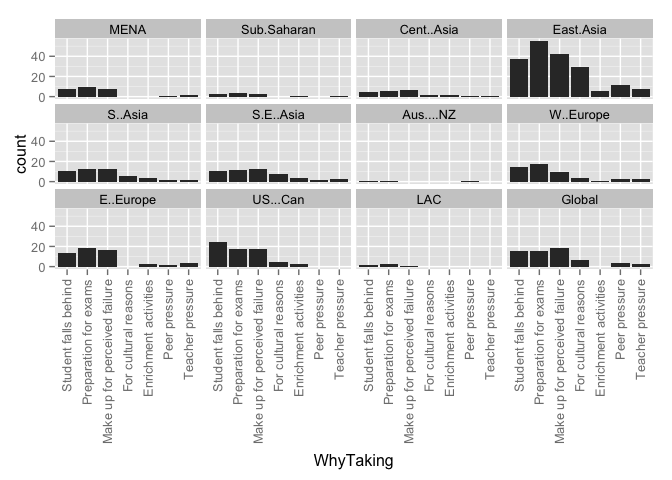 MENA Sub.Saharan Cent..Asia East.Asia
40
20
0
S..Asia S.E..Asia Aus....NZ W..Europe
count
40
20
0
E..Europe US...Can LAC Global
40
20
0
Student falls behind
Preparation for exams
Make up for perceived failure
For cultural reasons
Enrichment activities
Peer pressure
Teacher pressure
Student falls behind
Preparation for exams
Make up for perceived failure
For cultural reasons
Enrichment activities
Peer pressure
Teacher pressure
Student falls behind
Preparation for exams
Make up for perceived failure
For cultural reasons
Enrichment activities
Peer pressure
Teacher pressure
Student falls behind
Preparation for exams
Make up for perceived failure
For cultural reasons
Enrichment activities
Peer pressure
Teacher pressure
WhyTaking